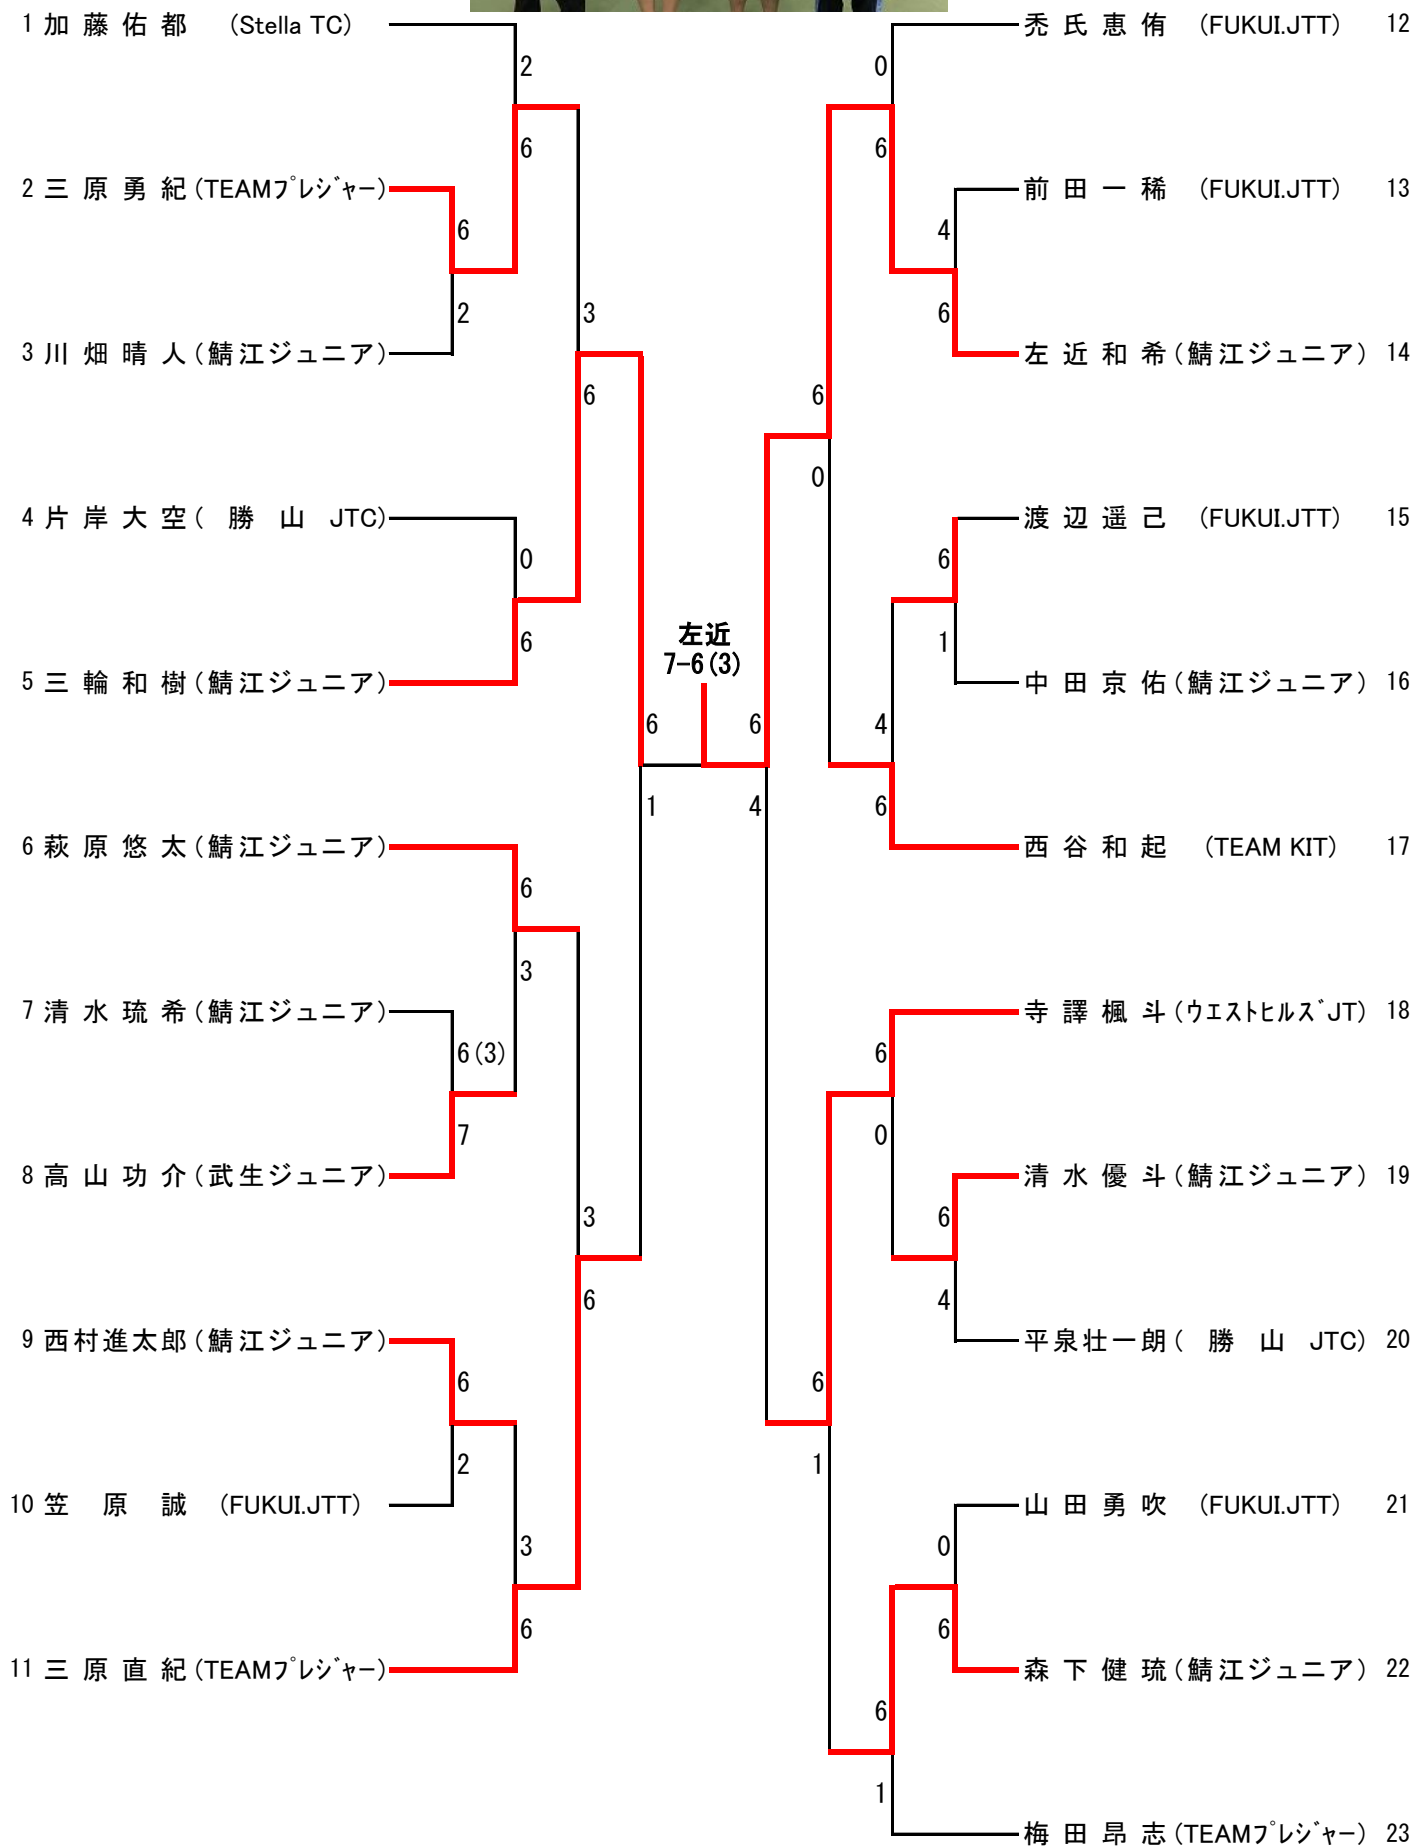 1 加藤佑都 (Stella TC)
2
6
2 三原勇紀(TEAMプレジャー)
6
2
3 川畑晴人(鯖江ジュニア)
3
6
4 片岸大空( 勝 山 JTC)
0
6
5 三輪和樹(鯖江ジュニア)
6
1
6 萩原悠太(鯖江ジュニア)
6
3
7 清水琉希(鯖江ジュニア)
6(3)
7
8 高山功介(武生ジュニア)
3
6
9 西村進太郎(鯖江ジュニア)
6
2
10 笠原誠 (FUKUI.JTT)
3
6
11 三原直紀(TEAMプレジャー)
左近
7-6(3)
禿氏恵侑 (FUKUI.JTT) 12
0
6
前田一稀 (FUKUI.JTT) 13
4
6
左近和希(鯖江ジュニア) 14
6
0
渡辺遥己 (FUKUI.JTT) 15
6
1
中田京佑(鯖江ジュニア) 16
6
4
4
6
西谷和起 (TEAM KIT) 17
寺譯楓斗(ウエストヒルズJT) 18
6
0
清水優斗(鯖江ジュニア) 19
6
4
平泉壮一朗( 勝 山 JTC) 20
6
1
山田勇吹 (FUKUI.JTT) 21
0
6
森下健琉(鯖江ジュニア) 22
6
1
梅田昂志(TEAMプレジャー) 23